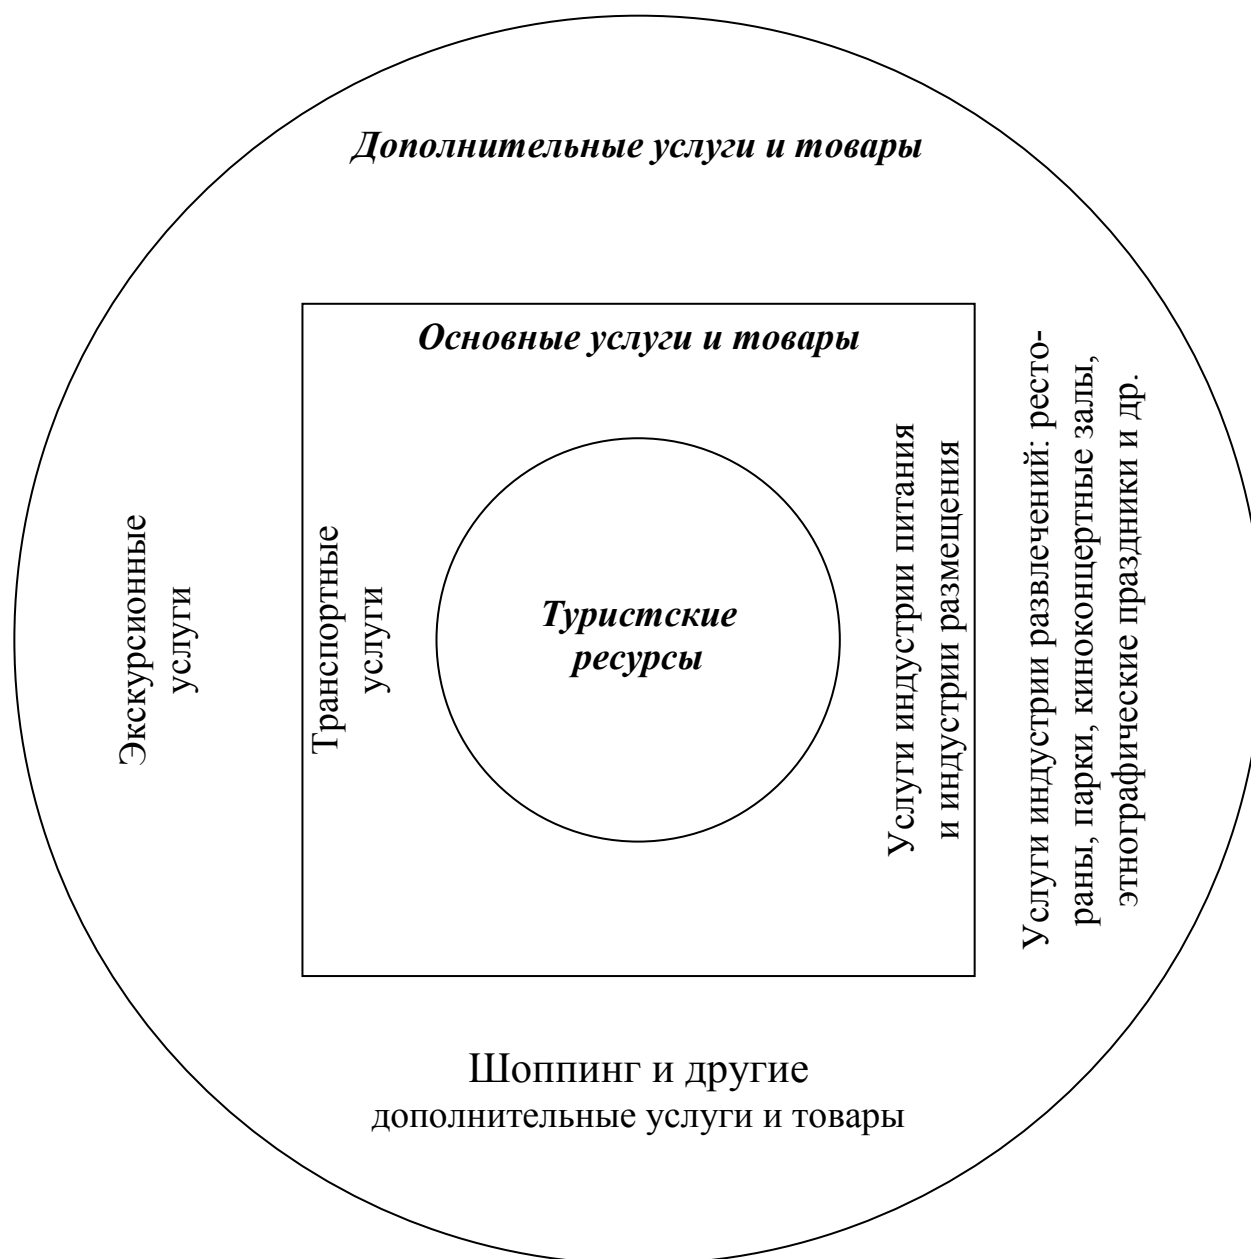 Дополнительные услуги и товары
Основные услуги и товары
Экскурсионные
услуги
Транспортные
услуги
Туристские
ресурсы
Услуги индустрии питания
и индустрии размещения
Услуги индустрии развлечений: ресто-
раны, парки, киноконцертные залы,
этнографические праздники и др.
Шоппинг и другие
дополнительные услуги и товары